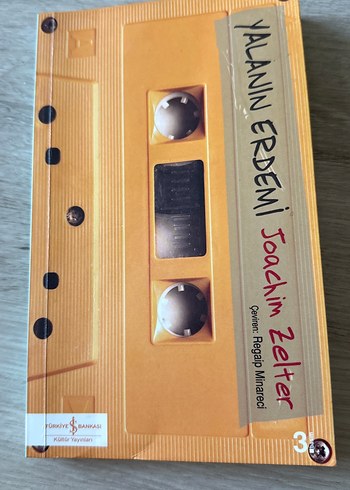 YALANIN ERDEMİ
Joachim Zelter
Çeviren: Regaip Minareci
TÜRKİYE İŞ BANKASI
Kültür Yayınları